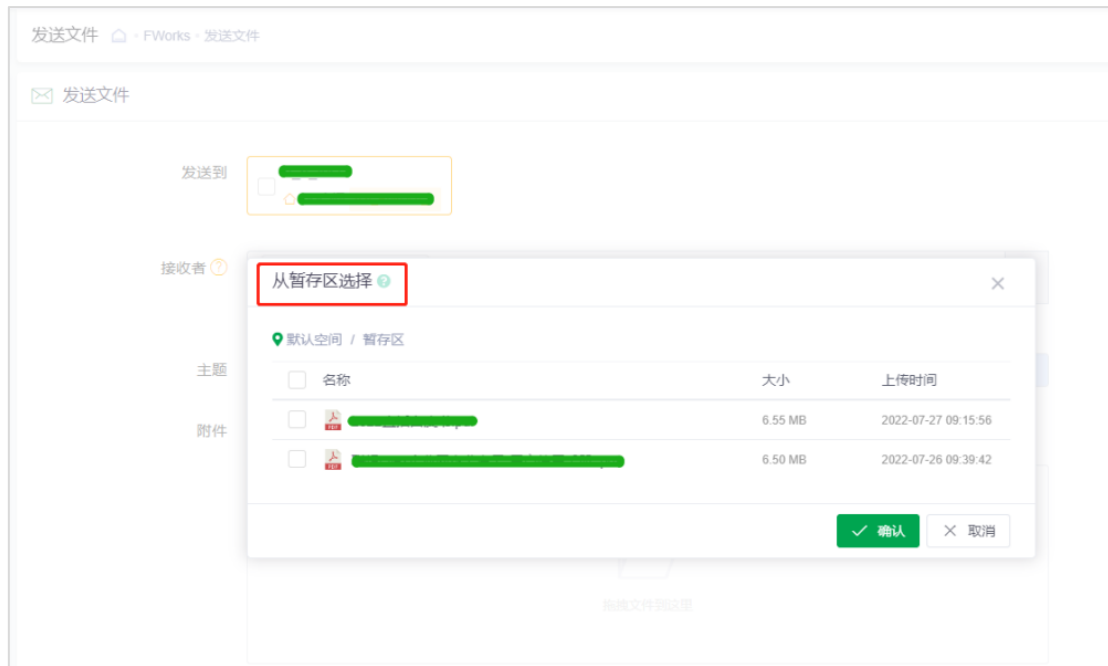 发送文件 FWorks 发送文件
发送文件
发送到
接收者 ?
从暂存区选择 ?
默认空间 / 暂存区
主题
名称 大小 上传时间
附件
6.55 MB 2022-07-27 09:15:56
6.50 MB 2022-07-26 09:39:42
确认 取消
拖拽文件到这里